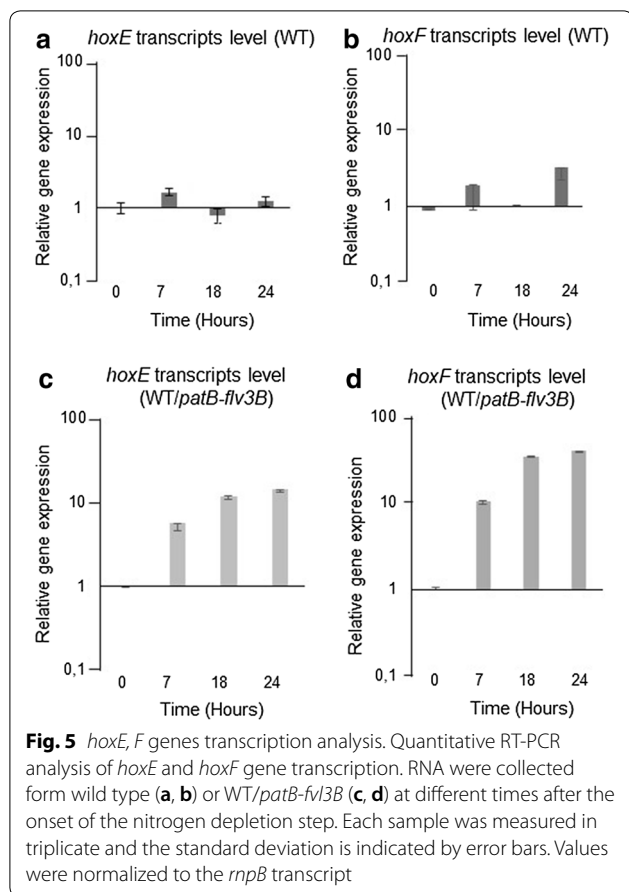 a
hoxE transcripts level (WT)
Relative gene expression
100
10
1
0,1
0 7 18 24
Time (Hours)
b
hoxF transcripts level (WT)
Relative gene expression
100
10
1
0,1
0 7 18 24
Time (Hours)
c
hoxE transcripts level
(WT/patB-flv3B)
Relative gene expression
100
10
1
0,1
0 7 18 24
Time (Hours)
d
hoxF transcripts level
(WT/patB-flv3B)
Relative gene expression
100
10
1
0,1
0 7 18 24
Time (Hours)
Fig. 5 hoxE, F genes transcription analysis. Quantitative RT-PCR
analysis of hoxE and hoxF gene transcription. RNA were collected
form wild type (a, b) or WT/patB-fvl3B (c, d) at different times after the
onset of the nitrogen depletion step. Each sample was measured in
triplicate and the standard deviation is indicated by error bars. Values
were normalized to the rnpB transcript